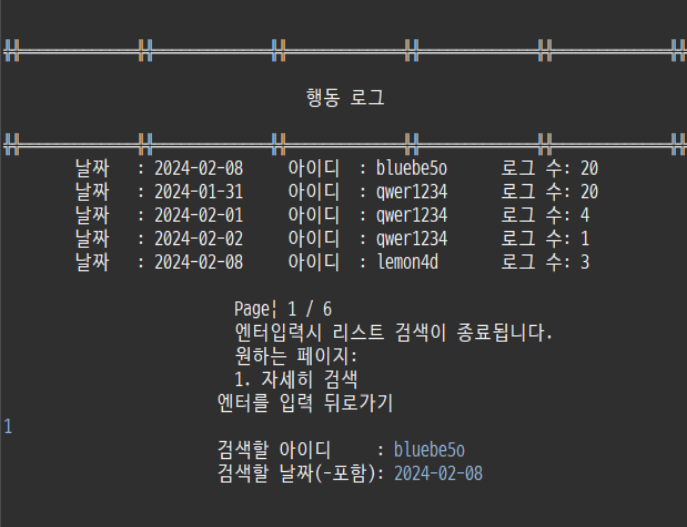 행동 로그
날짜 : 2024-02-08 아이디 : bluebe5o 로그 수: 20
날짜 : 2024-01-31 아이디 : qwer1234 로그 수: 20
날짜 : 2024-02-01 아이디 : qwer1234 로그 수: 4
날짜 : 2024-02-02 아이디 : qwer1234 로그 수: 1
날짜 : 2024-02-08 아이디 : lemon4d 로그 수: 3
Page¦ 1 / 6
엔터입력시 리스트 검색이 종료됩니다.
원하는 페이지:
1. 자세히 검색
엔터를 입력 뒤로가기
1
검색할 아이디 : bluebe5o
검색할 날짜(-포함): 2024-02-08